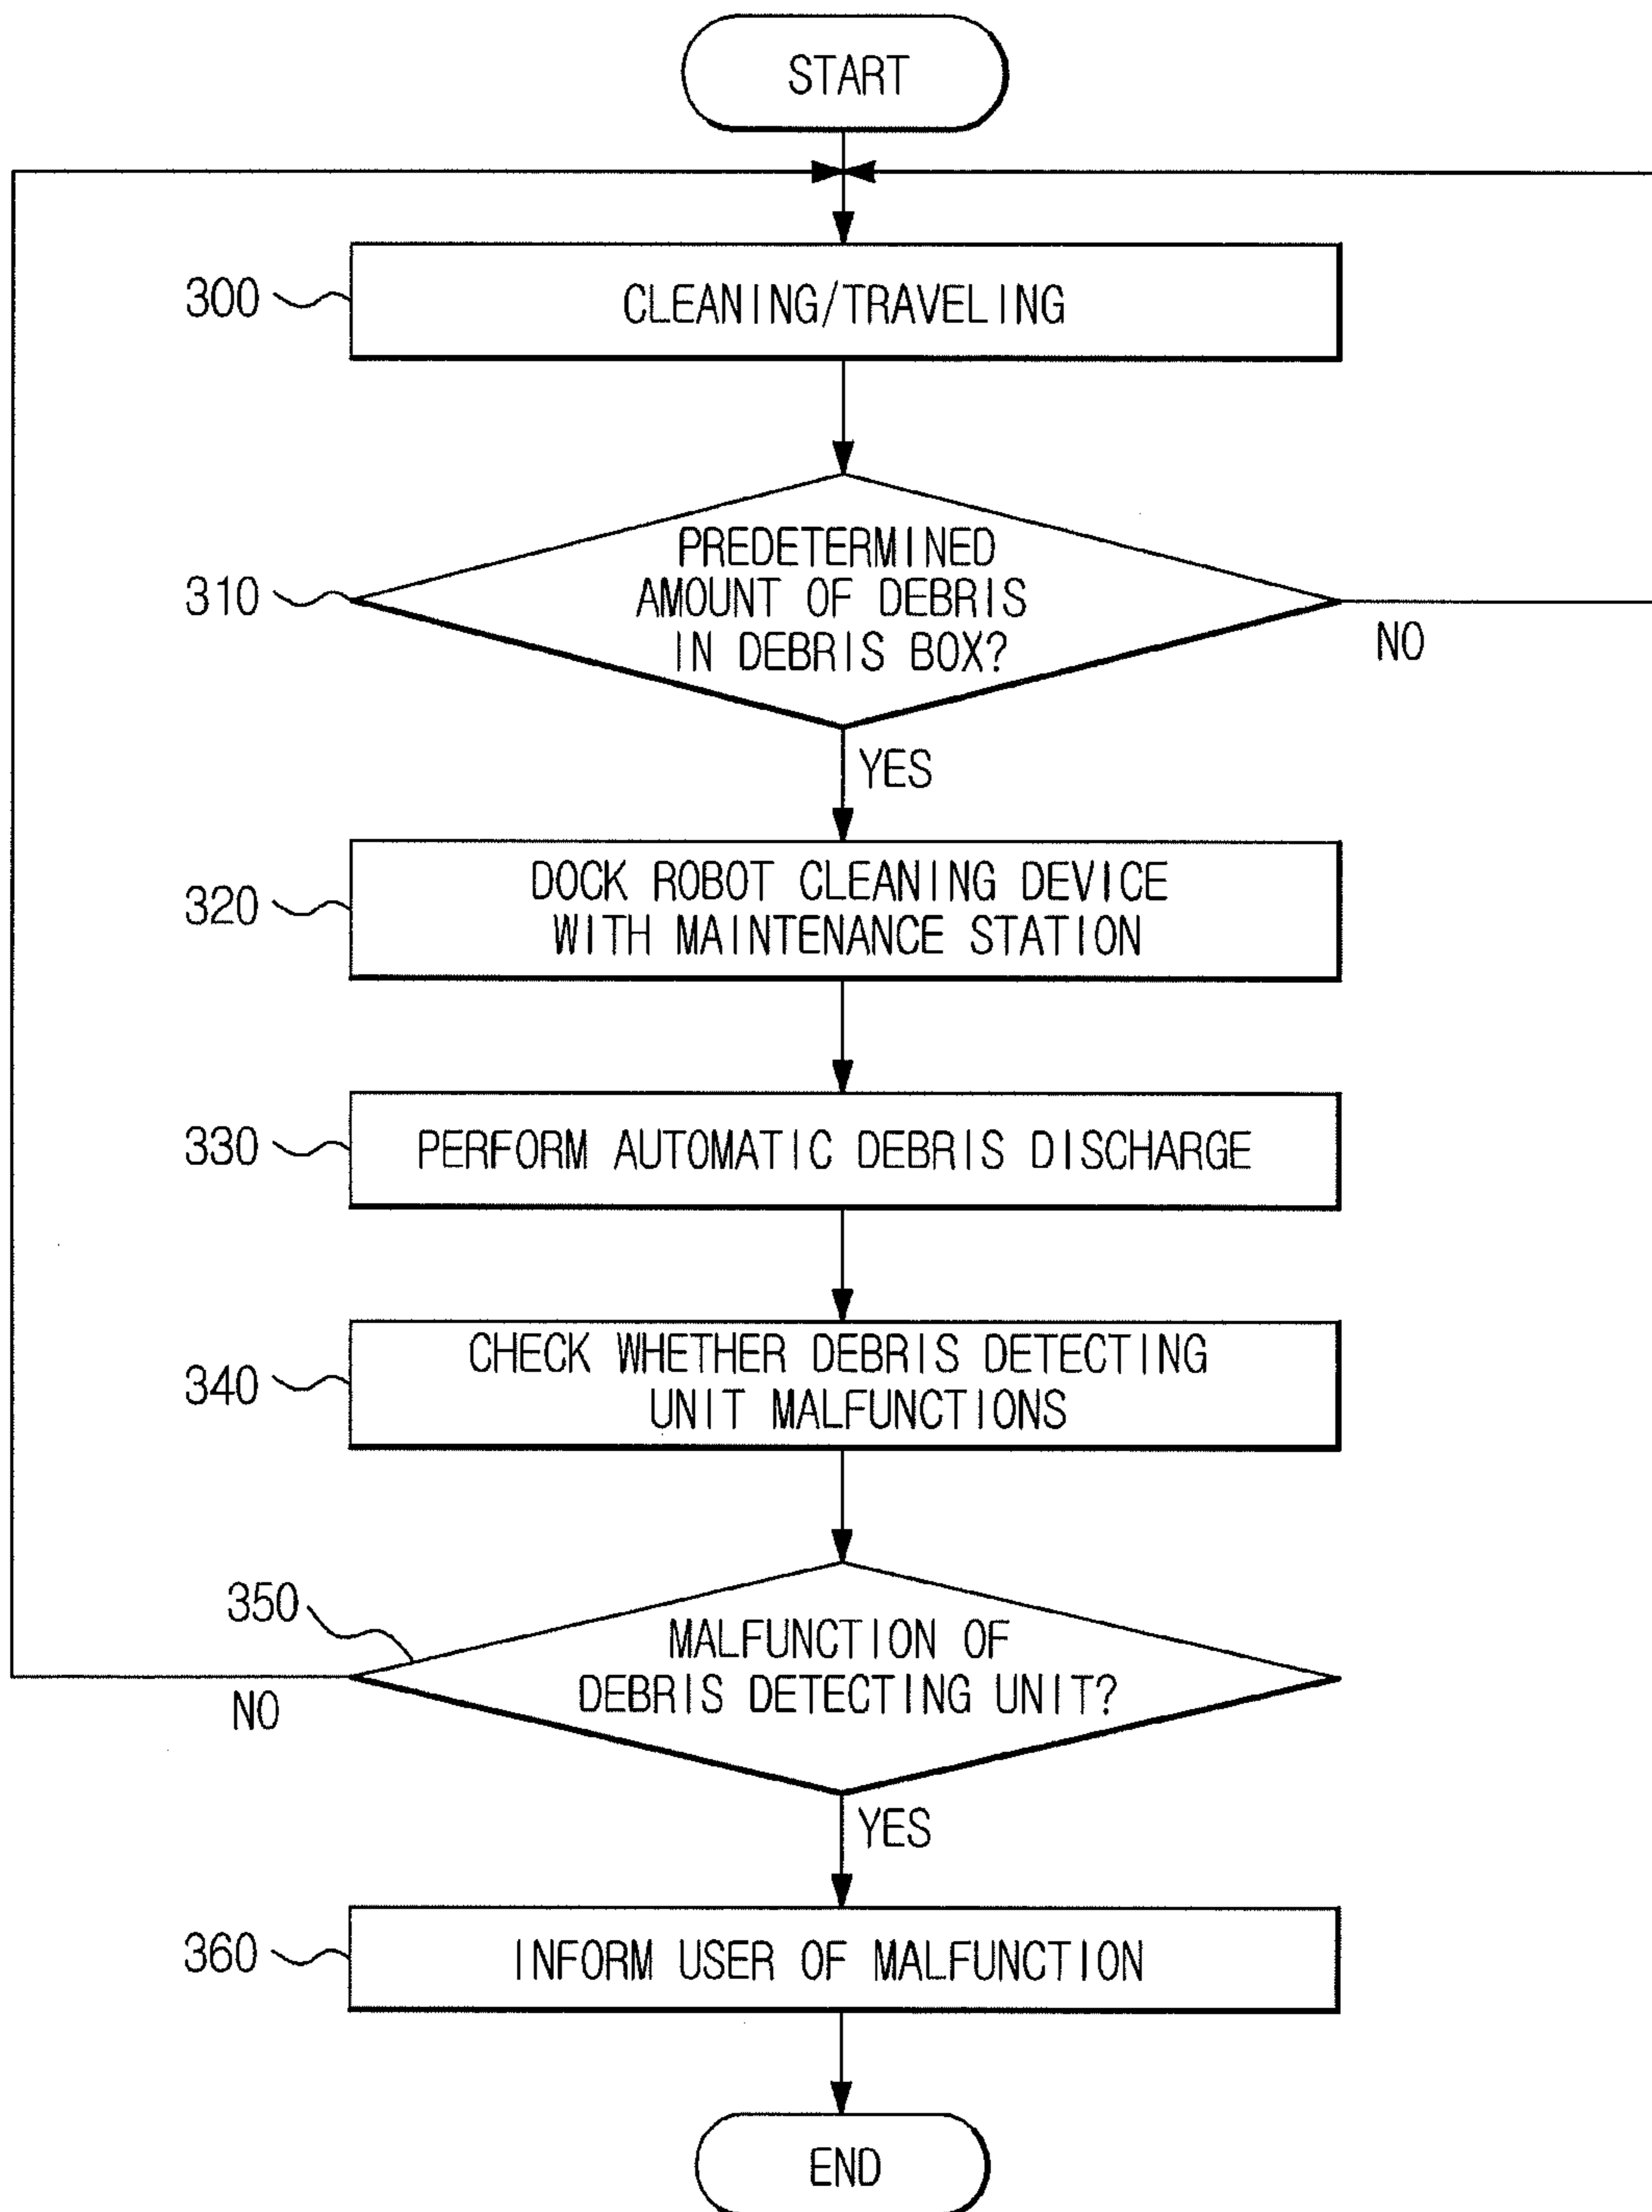 START
300
CLEANING/TRAVELING
310
PREDETERMINED
AMOUNT OF DEBRIS
IN DEBRIS BOX?
NO
YES
320
DOCK ROBOT CLEANING DEVICE
WITH MAINTENANCE STATION
330
PERFORM AUTOMATIC DEBRIS DISCHARGE
340
CHECK WHETHER DEBRIS DETECTING
UNIT MALFUNCTIONS
350
MALFUNCTION OF
DEBRIS DETECTING UNIT?
NO
YES
360
INFORM USER OF MALFUNCTION
END